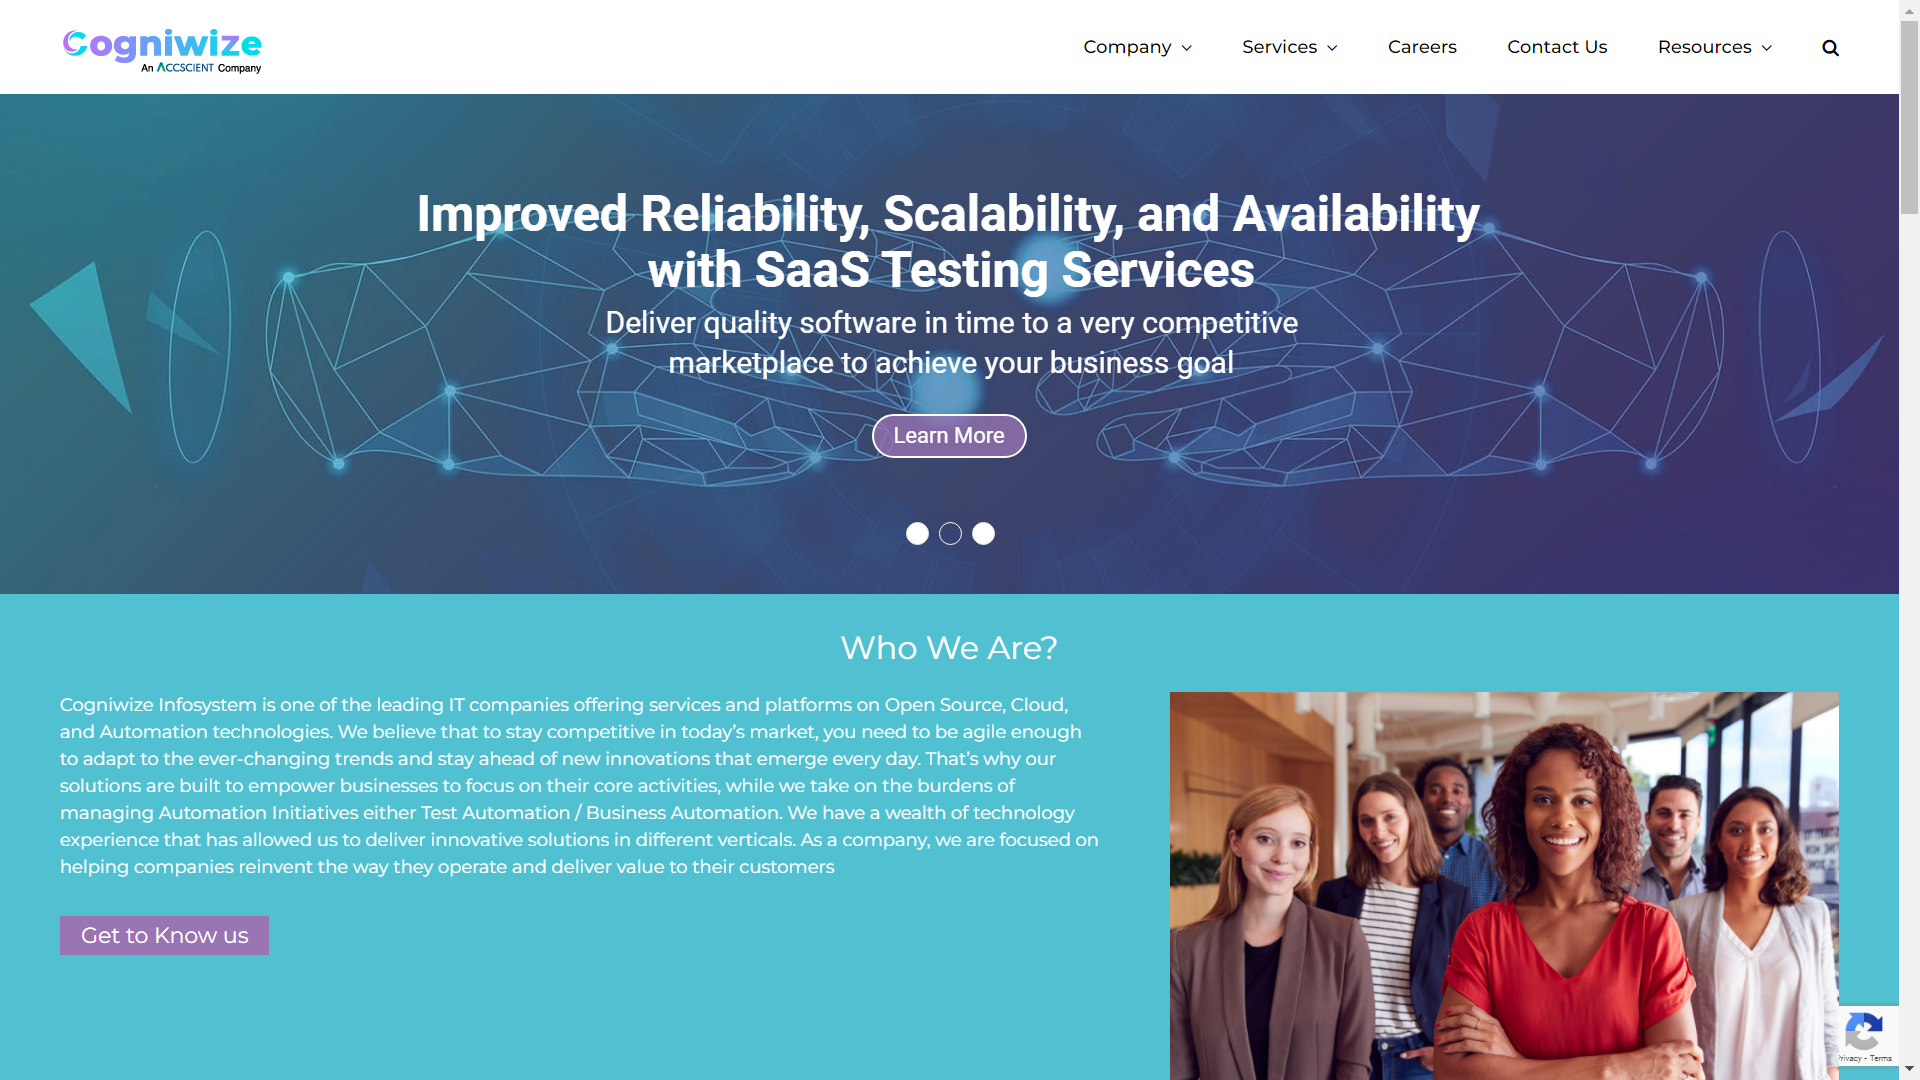 Cogniwize
An ACCSCIENT Company
Company
Services
Careers
Contact Us
Resources
Improved Reliability, Scalability, and Availability
with SaaS Testing Services
Deliver quality software in time to a very competitive
marketplace to achieve your business goal
Learn More
Who We Are?
Cogniwize Infosystem is one of the leading IT companies offering services and platforms on Open Source, Cloud,
and Automation technologies. We believe that to stay competitive in today’s market, you need to be agile enough
to adapt to the ever-changing trends and stay ahead of new innovations that emerge every day. That’s why our
solutions are built to empower businesses to focus on their core activities, while we take on the burdens of
managing Automation Initiatives either Test Automation / Business Automation. We have a wealth of technology
experience that has allowed us to deliver innovative solutions in different verticals. As a company, we are focused on
helping companies reinvent the way they operate and deliver value to their customers
Get to Know us
Privacy - Terms